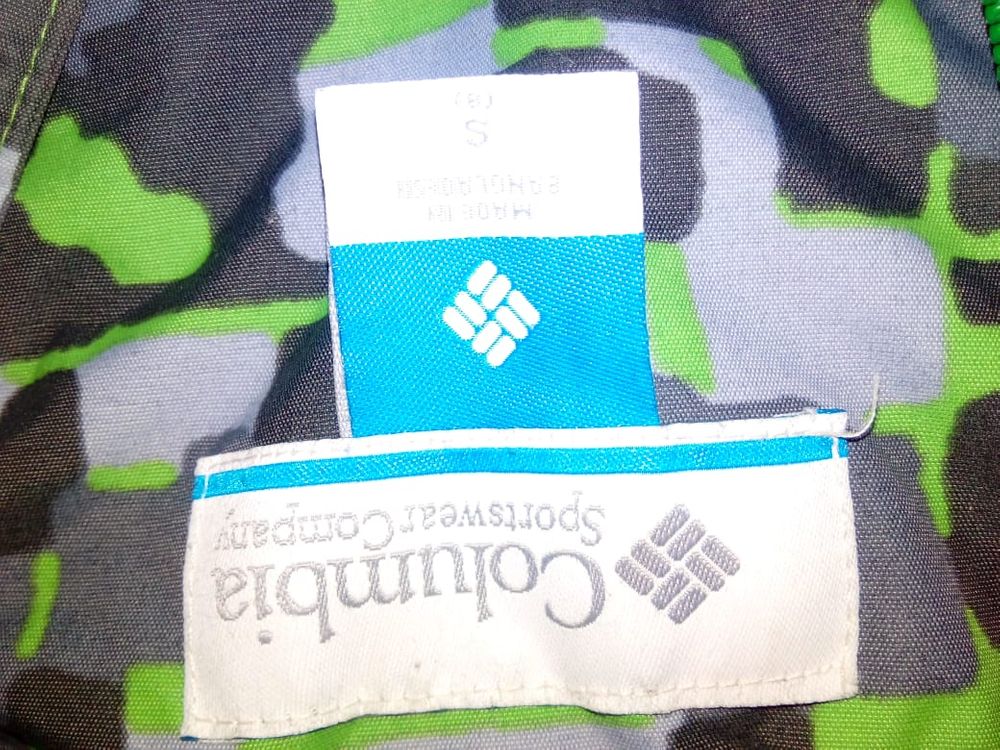 Columbia
Sportswear Company
MADE IN
BANGLADESH
S
(8)